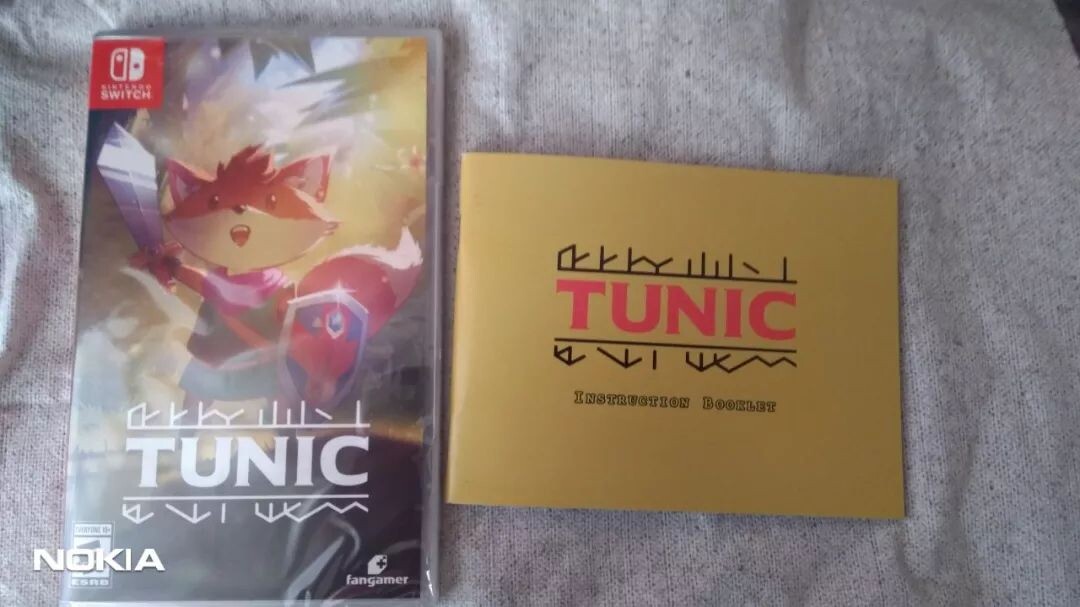 NINTENDO
SWITCH
TUNIC
EVERYONE 10+
ESRB
NOKIA
fangamer
TUNIC
INSTRUCTION BOOKLET